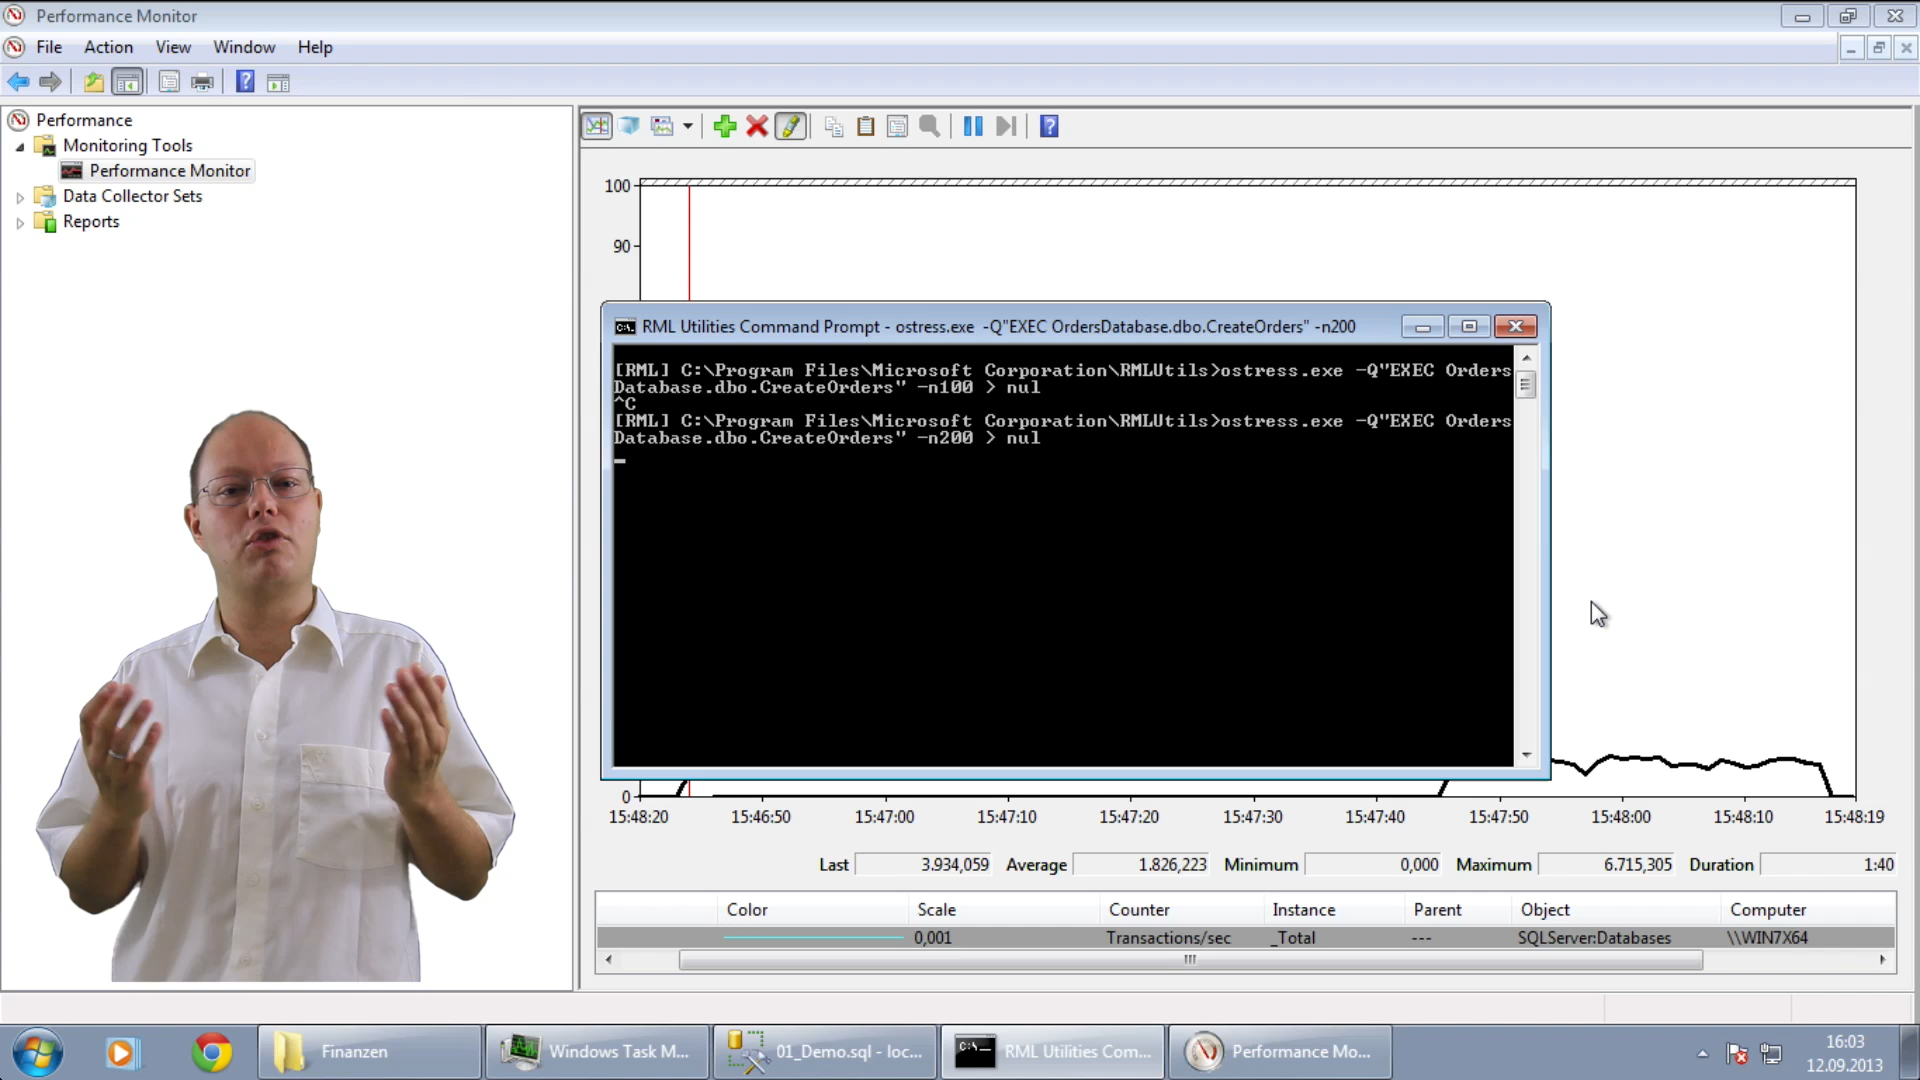 Performance Monitor
File Action View Window Help
Performance
Monitoring Tools
Performance Monitor
Data Collector Sets
Reports
100
90
RML Utilities Command Prompt - ostress.exe -Q"EXEC OrdersDatabase.dbo.CreateOrders" -n200
[RML] C:\Program Files\Microsoft Corporation\RMLUtils>ostress.exe -Q"EXEC Orders
Database.dbo.CreateOrders" -n100 > nul
^C
[RML] C:\Program Files\Microsoft Corporation\RMLUtils>ostress.exe -Q"EXEC Orders
Database.dbo.CreateOrders" -n200 > nul
0
15:48:20 15:46:50 15:47:00 15:47:10 15:47:20 15:47:30 15:47:40 15:47:50 15:48:00 15:48:10 15:48:19
Last 3.934,059 Average 1.826,223 Minimum 0,000 Maximum 6.715,305 Duration 1:40
Color Scale Counter Instance Parent Object Computer
0,001 Transactions/sec _Total --- SQLServer:Databases \\WIN7X64
Finanzen
Windows Task M...
01_Demo.sql - loc...
RML Utilities Com...
Performance Mo...
16:03
12.09.2013